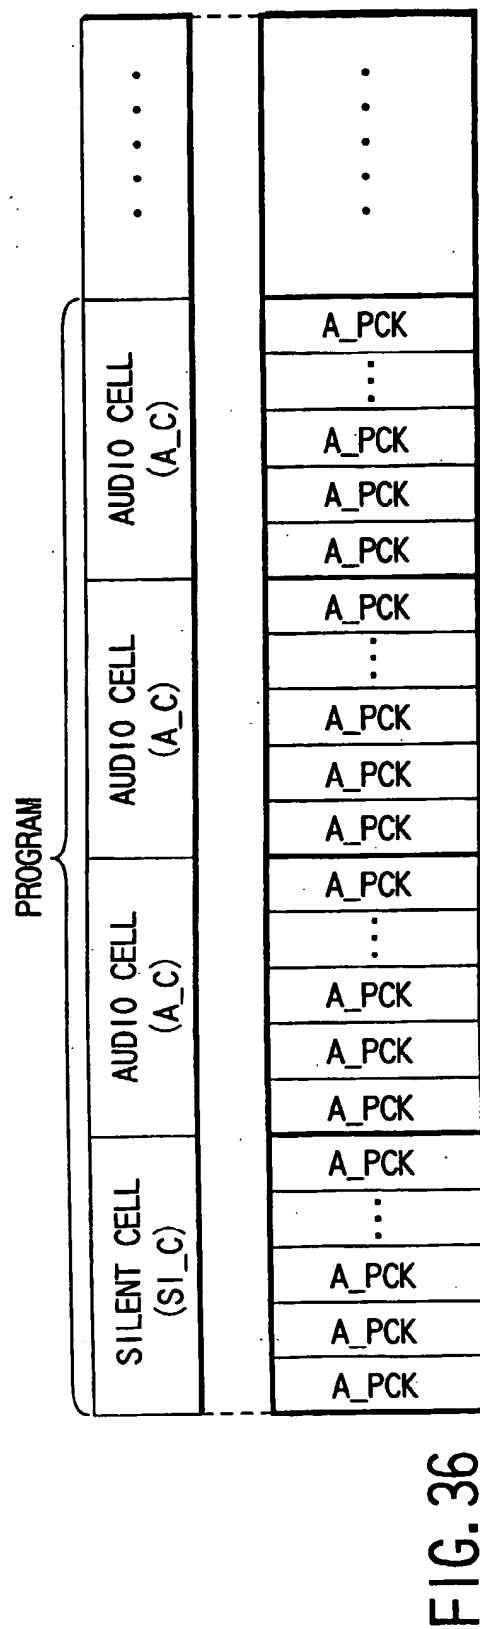 PROGRAM
SILENT CELL
(SI_C)
AUDIO CELL
(A_C)
AUDIO CELL
(A_C)
AUDIO CELL
(A_C)
.....
.....
A_PCK
...
A_PCK
A_PCK
A_PCK
A_PCK
...
A_PCK
A_PCK
A_PCK
A_PCK
...
A_PCK
A_PCK
A_PCK
A_PCK
...
A_PCK
A_PCK
A_PCK
FIG. 36